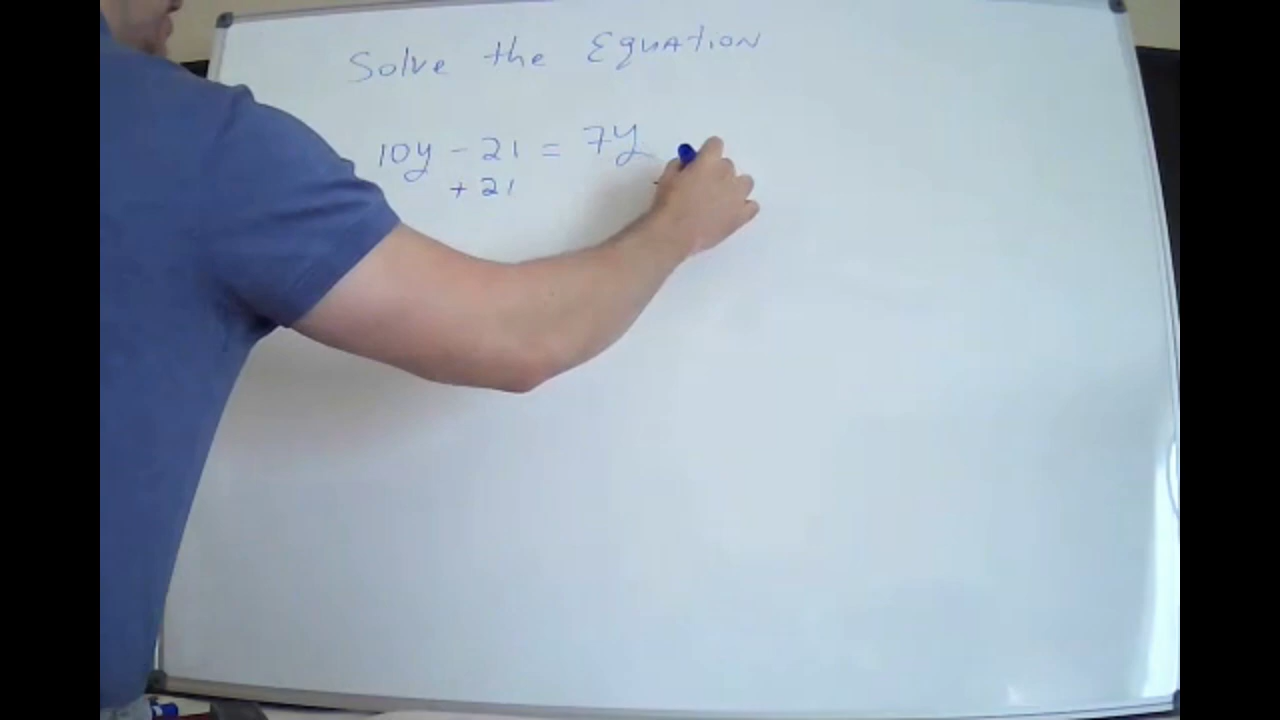 Solve the Equation
10y - 21 = 7y
+ 21